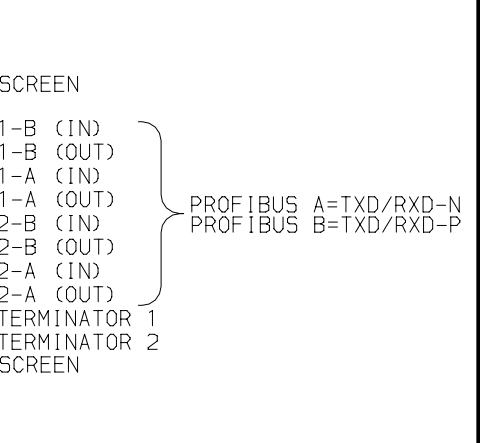 SCREEN
1-B (IN)
1-B (OUT)
1-A (IN)
1-A (OUT)
2-B (IN)
2-B (OUT)
2-A (IN)
2-A (OUT)
PROFIBUS A=TXD/RXD-N
PROFIBUS B=TXD/RXD-P
TERMINATOR 1
TERMINATOR 2
SCREEN